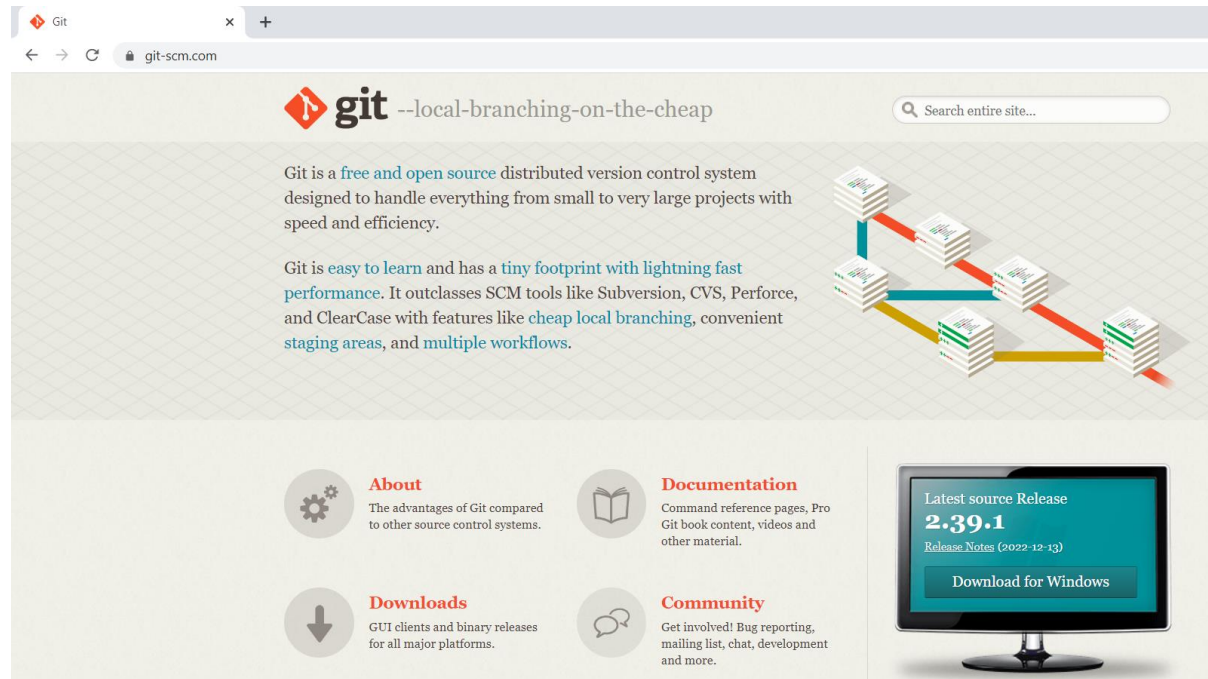 Git
git-scm.com
git --local-branching-on-the-cheap
Search entire site...
Git is a free and open source distributed version control system
designed to handle everything from small to very large projects with
speed and efficiency.
Git is easy to learn and has a tiny footprint with lightning fast
performance. It outclasses SCM tools like Subversion, CVS, Perforce,
and ClearCase with features like cheap local branching, convenient
staging areas, and multiple workflows.
About
The advantages of Git compared
to other source control systems.
Documentation
Command reference pages, Pro
Git book content, videos and
other material.
Downloads
GUI clients and binary releases
for all major platforms.
Community
Get involved! Bug reporting,
mailing list, chat, development
and more.
Latest source Release
2.39.1
Release Notes (2022-12-13)
Download for Windows